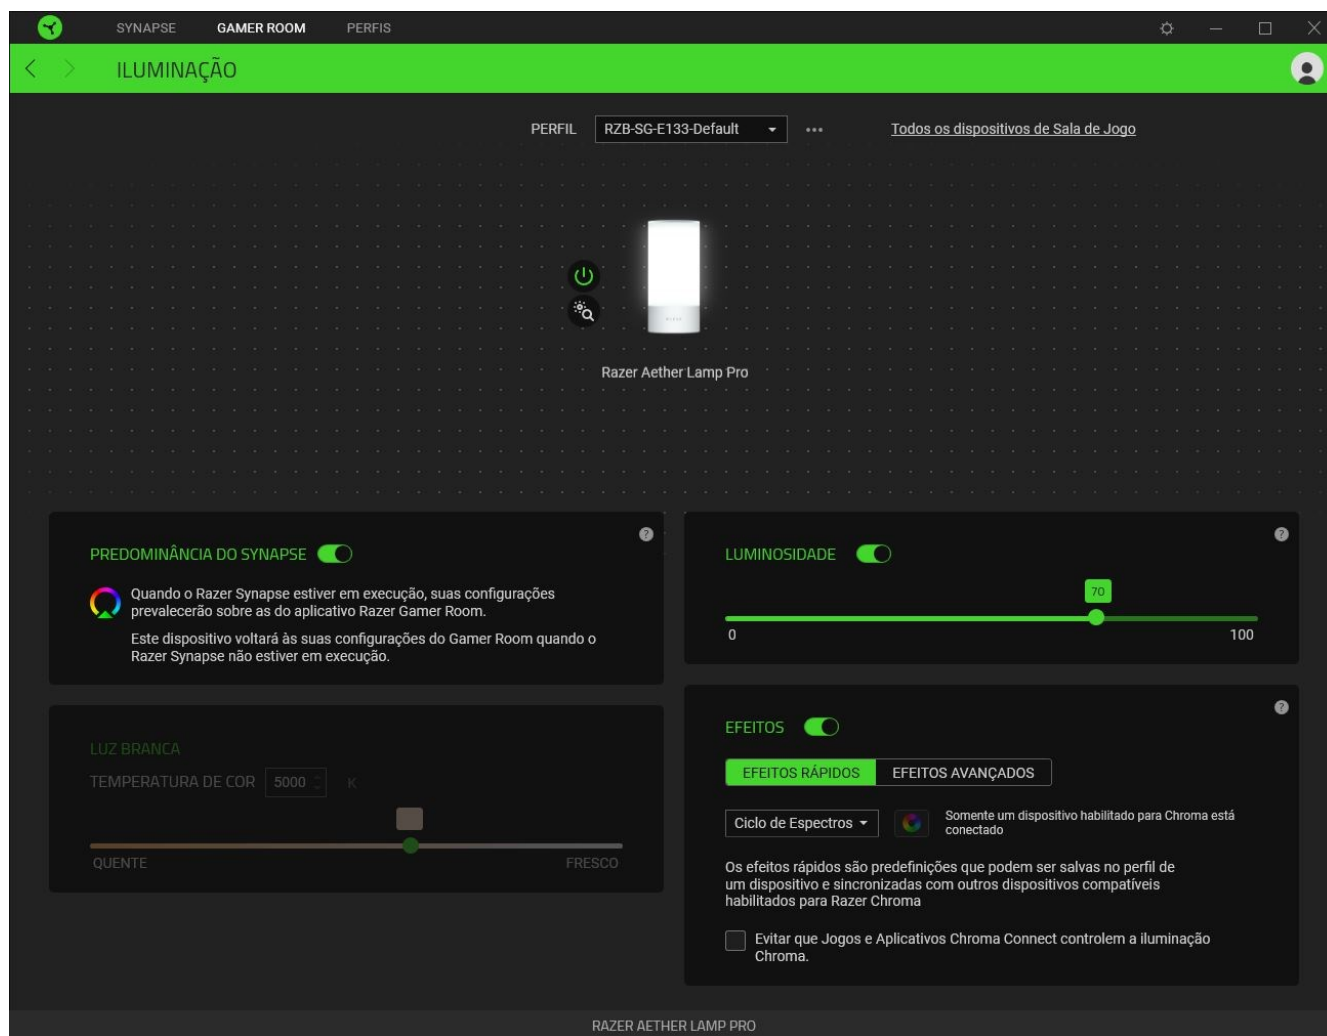 SYNAPSE GAMER ROOM PERFIS
ILUMINAÇÃO
PERFIL RZB-SG-E133-Default Todos os dispositivos de Sala de Jogo
Razer Aether Lamp Pro
PREDOMINÂNCIA DO SYNAPSE
Quando o Razer Synapse estiver em execução, suas configurações
prevalecerão sobre as do aplicativo Razer Gamer Room.
Este dispositivo voltará às suas configurações do Gamer Room quando o
Razer Synapse não estiver em execução.
LUMINOSIDADE
70
0 100
LUZ BRANCA
TEMPERATURA DE COR 5000 K
QUENTE FRESCO
EFEITOS
EFEITOS RÁPIDOS EFEITOS AVANÇADOS
Ciclo de Espectros Somente um dispositivo habilitado para Chroma está
conectado
Os efeitos rápidos são predefinições que podem ser salvas no perfil de
um dispositivo e sincronizadas com outros dispositivos compatíveis
habilitados para Razer Chroma
Evitar que Jogos e Aplicativos Chroma Connect controlem a iluminação
Chroma.
RAZER AETHER LAMP PRO